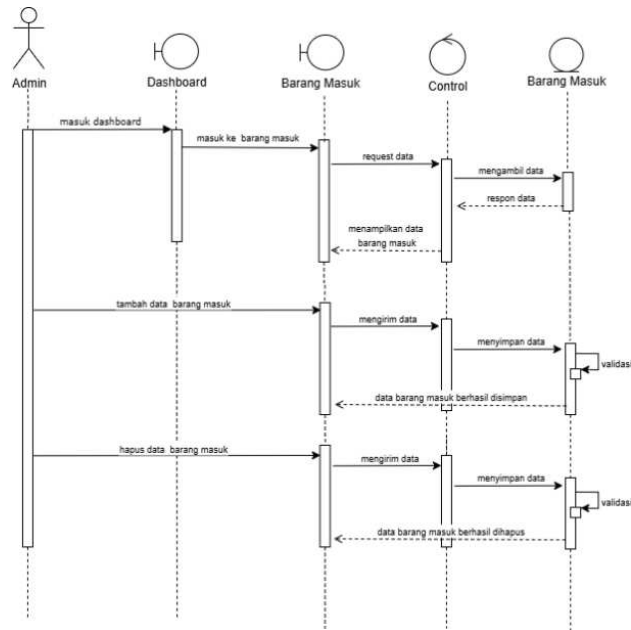 Admin
Dashboard
Barang Masuk
Control
Barang Masuk
masuk dashboard
masuk ke barang masuk
request data
mengambil data
respon data
menampilkan data
barang masuk
tambah data barang masuk
mengirim data
menyimpan data
validasi
data barang masuk berhasil disimpan
hapus data barang masuk
mengirim data
menyimpan data
validasi
data barang masuk berhasil dihapus